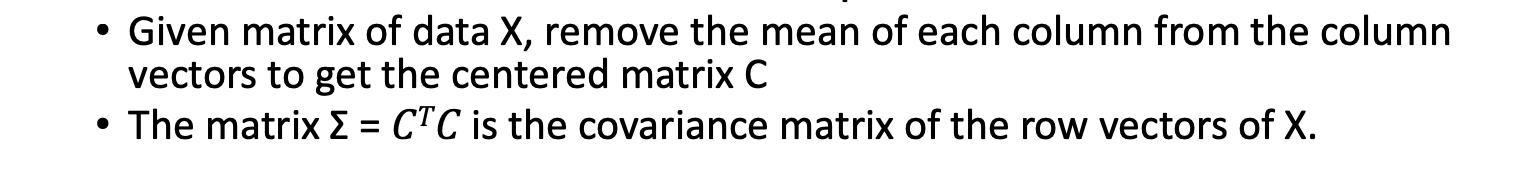 • Given matrix of data X, remove the mean of each column from the column
vectors to get the centered matrix C
• The matrix Σ = 𝐶ᵀ𝐶 is the covariance matrix of the row vectors of X.